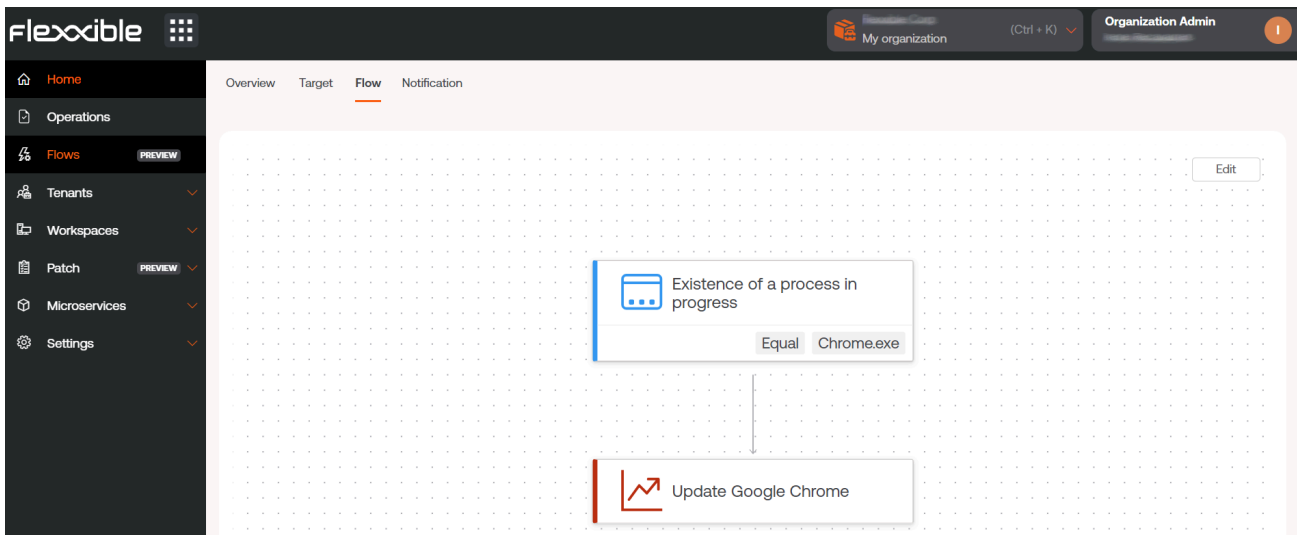 Flexxible
My organization
(Ctrl + K)
Organization Admin
I
Home
Overview
Target
Flow
Notification
Operations
Flows
PREVIEW
Edit
Tenants
Workspaces
Patch
PREVIEW
Microservices
Settings
Existence of a process in
progress
Equal
Chrome.exe
Update Google Chrome